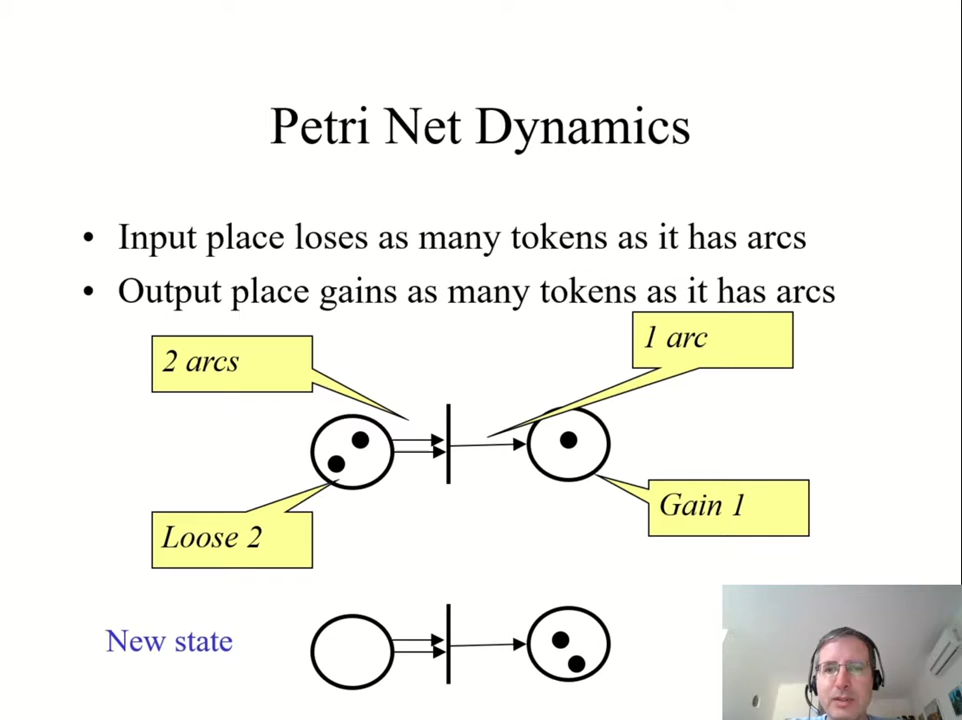 Petri Net Dynamics
• Input place loses as many tokens as it has arcs
• Output place gains as many tokens as it has arcs
1 arc
2 arcs
Gain 1
Loose 2
New state